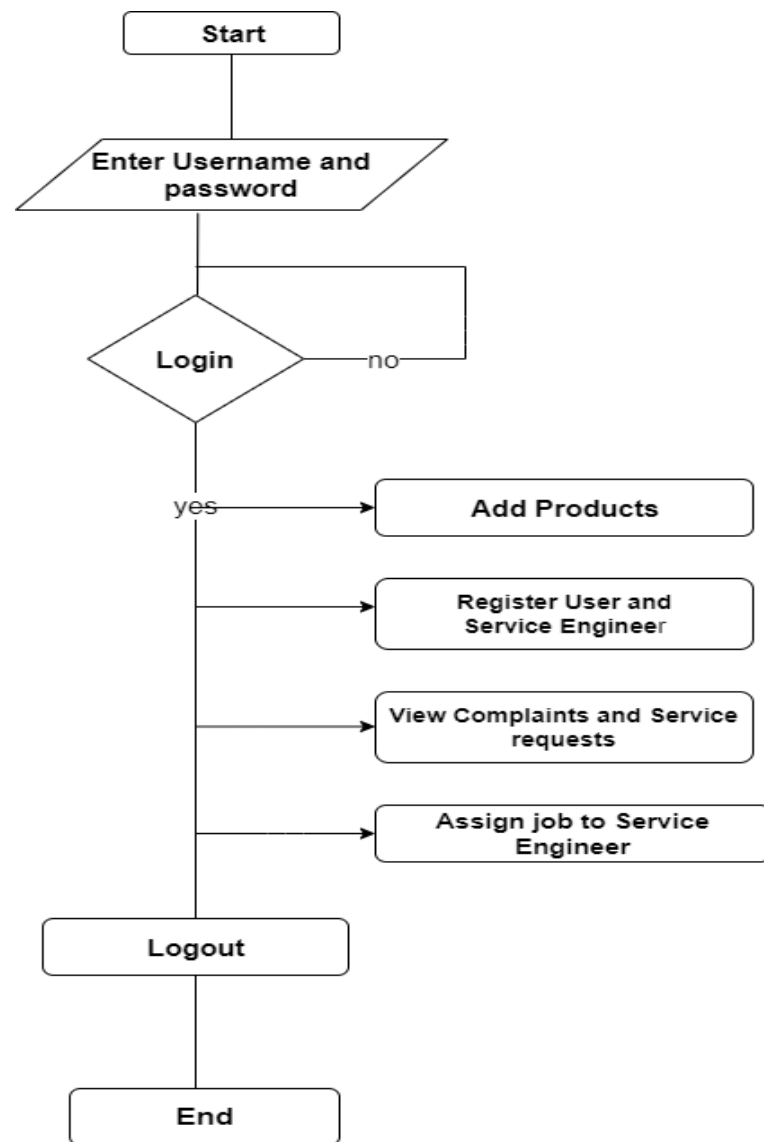 Start
Enter Username and
password
Login
no
yes
Add Products
Register User and
Service Engineer
View Complaints and Service
requests
Assign job to Service
Engineer
Logout
End